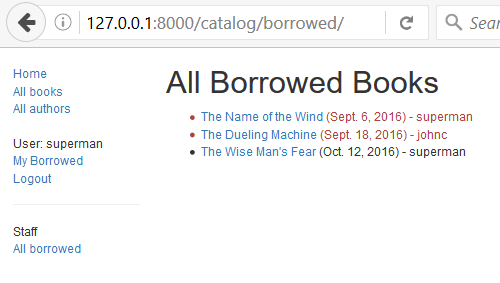 127.0.0.1:8000/catalog/borrowed/
Sear
Home
All books
All authors
User: superman
My Borrowed
Logout
Staff
All borrowed
All Borrowed Books
The Name of the Wind (Sept. 6, 2016) - superman
The Dueling Machine (Sept. 18, 2016) - johnc
The Wise Man's Fear (Oct. 12, 2016) - superman